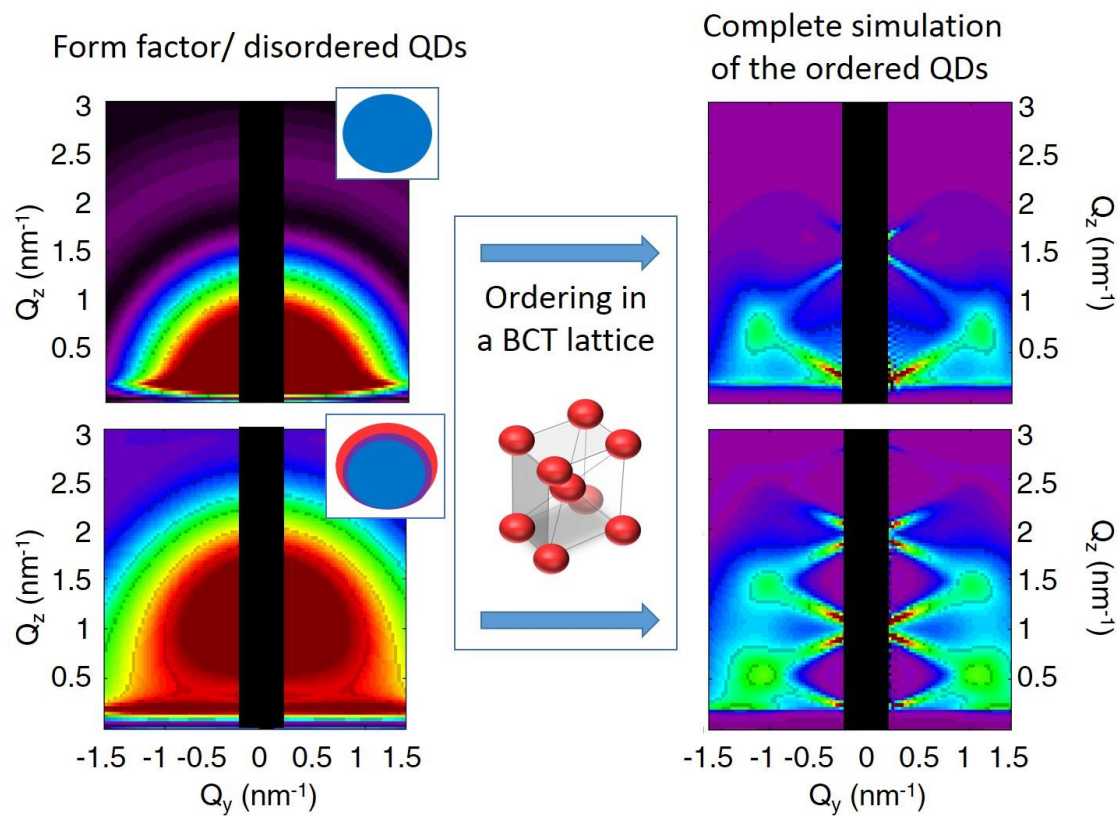 Form factor/ disordered QDs
Complete simulation
of the ordered QDs
3
2.5
2
1.5
1
0.5
Qz (nm-1)
3
2.5
2
1.5
1
0.5
Qz (nm-1)
Ordering in
a BCT lattice
3
2.5
2
1.5
1
0.5
Qz (nm-1)
3
2.5
2
1.5
1
0.5
Qz (nm-1)
-1.5 -1 -0.5 0 0.5 1 1.5
Qy (nm-1)
-1.5 -1 -0.5 0 0.5 1 1.5
Qy (nm-1)